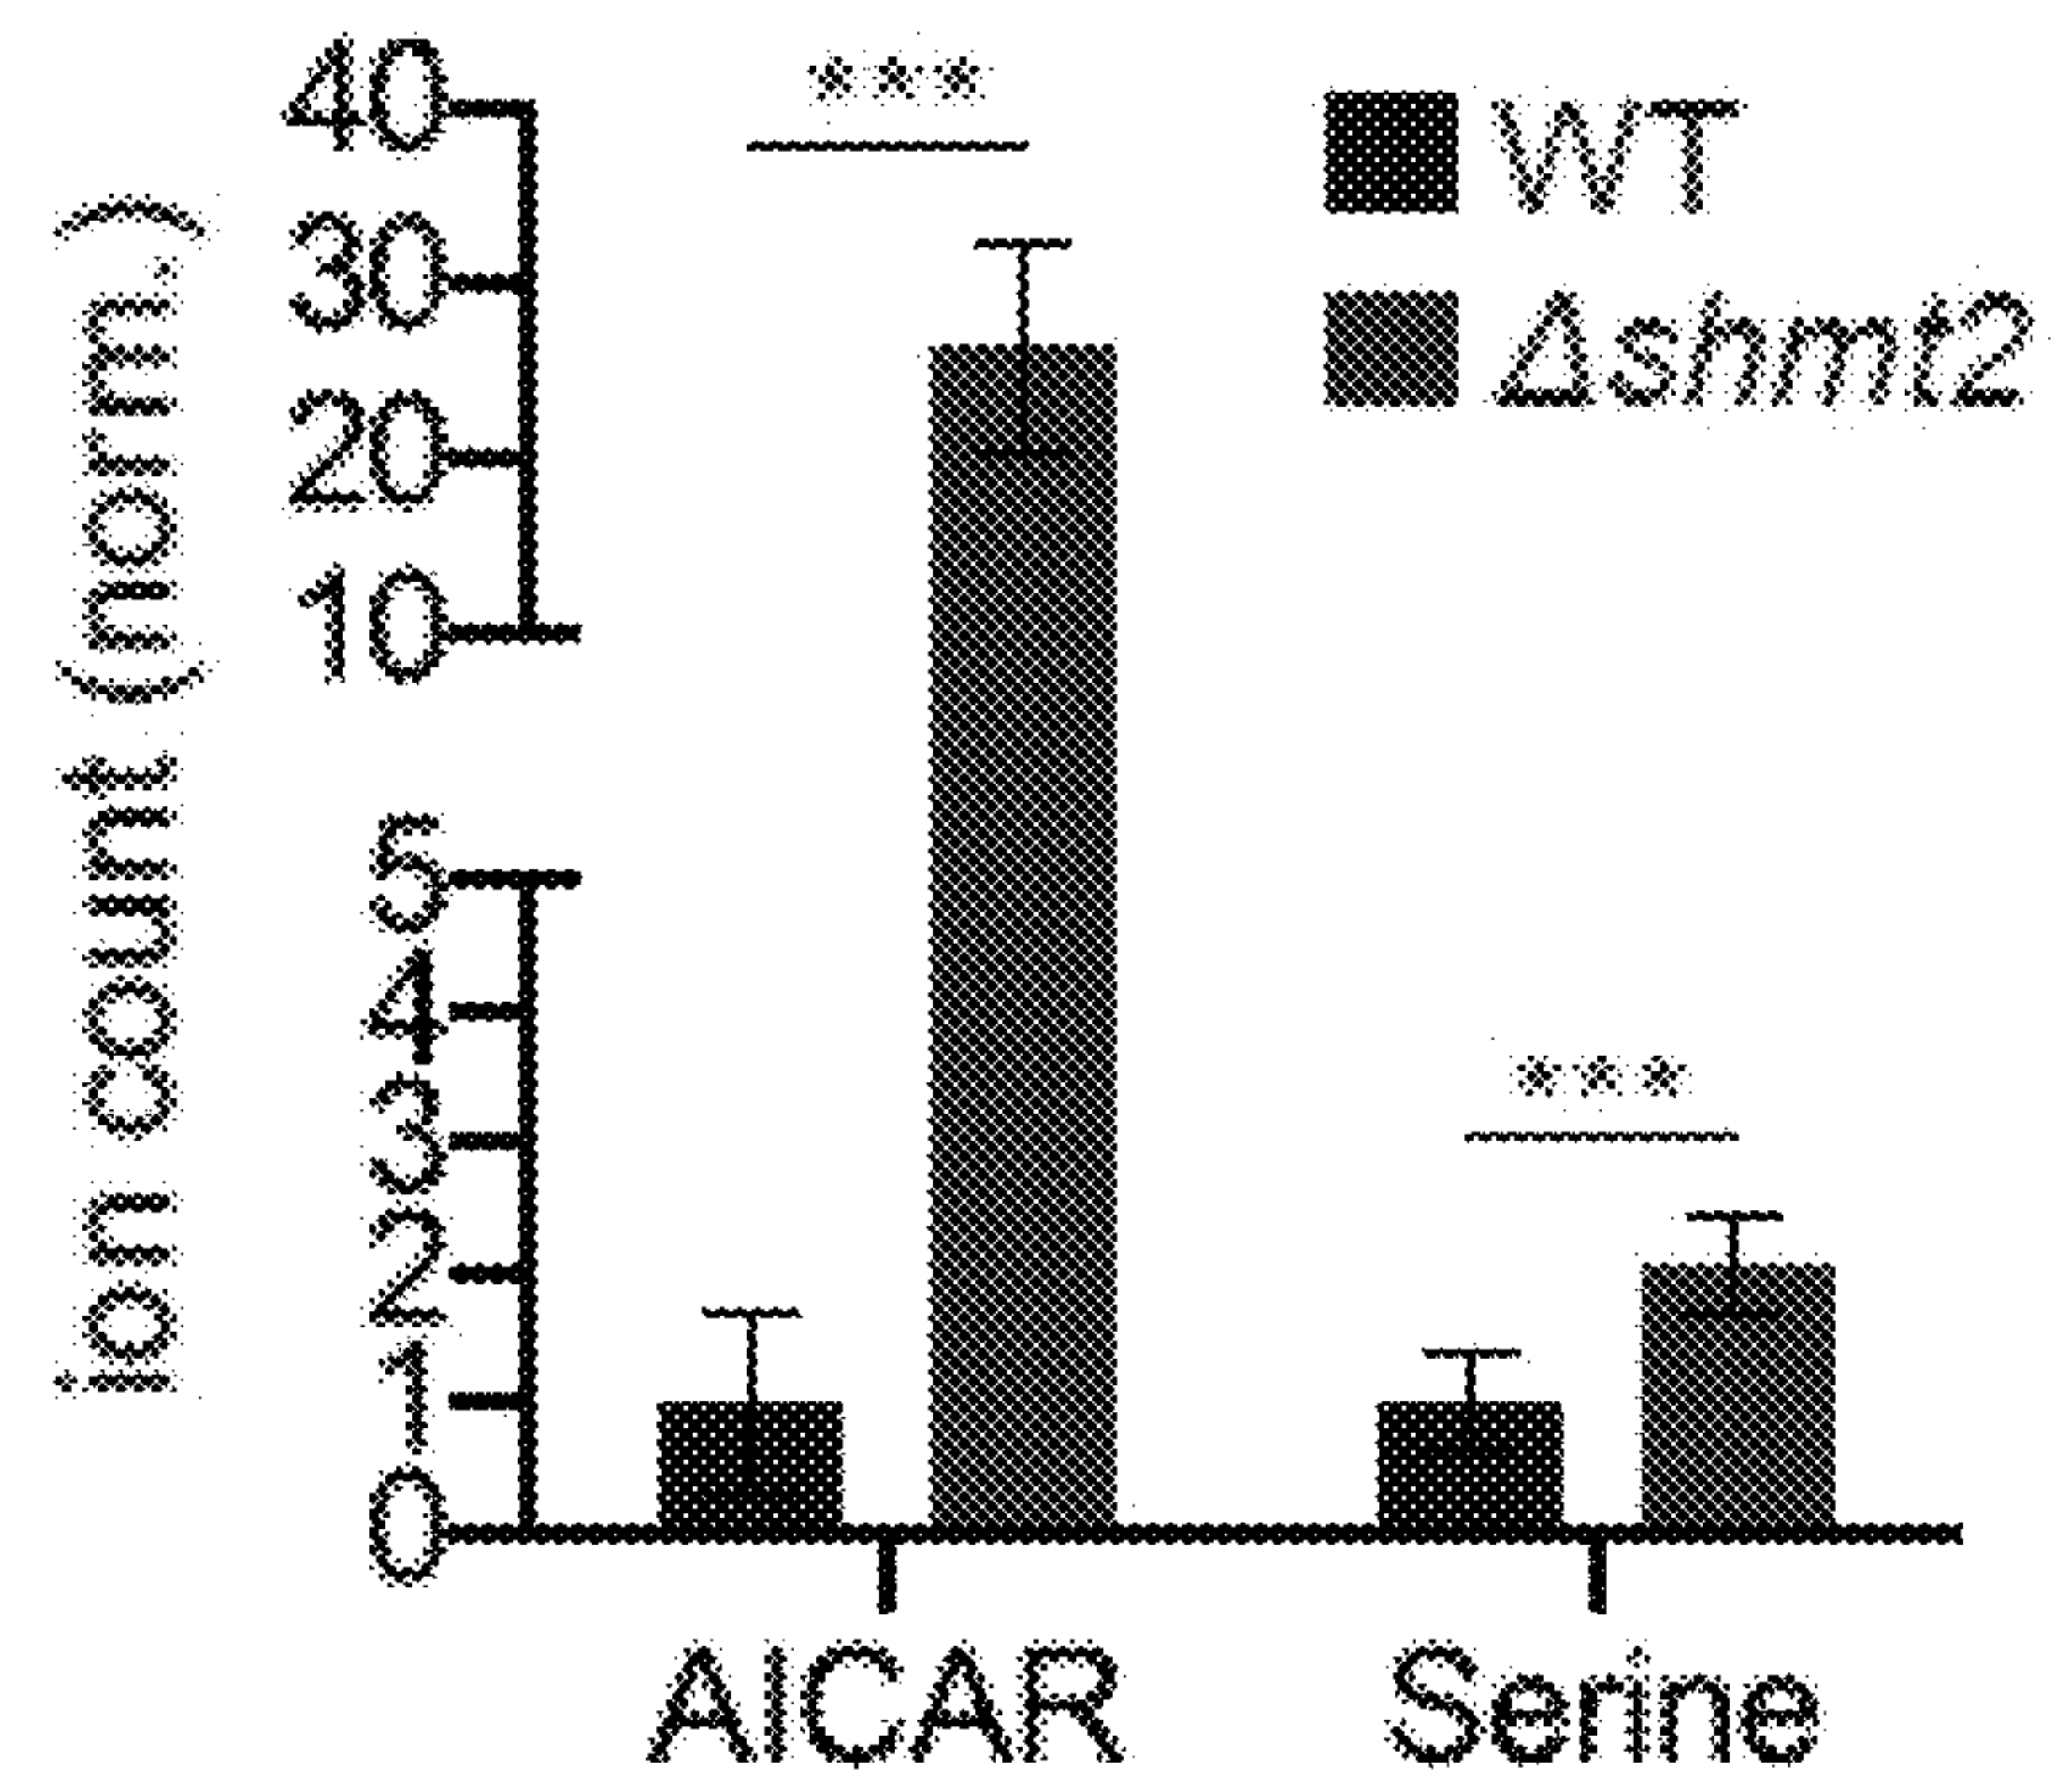 ion count (norm.)
40
30
20
10
5
4
3
2
1
0
***
***
WT
Δshmt2
AICAR
Serine